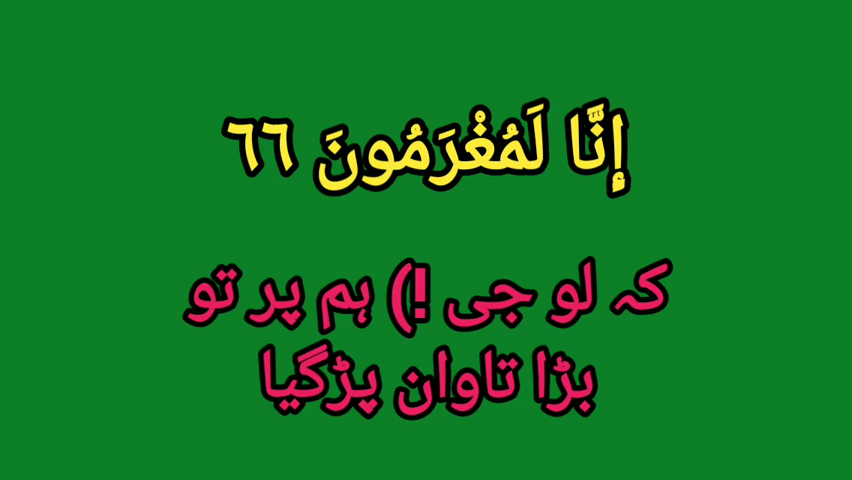 إِنَّا لَمُغْرَمُونَ ٦٦
کہ لو جی !) ہم پر تو
بڑا تاوان پڑگیا